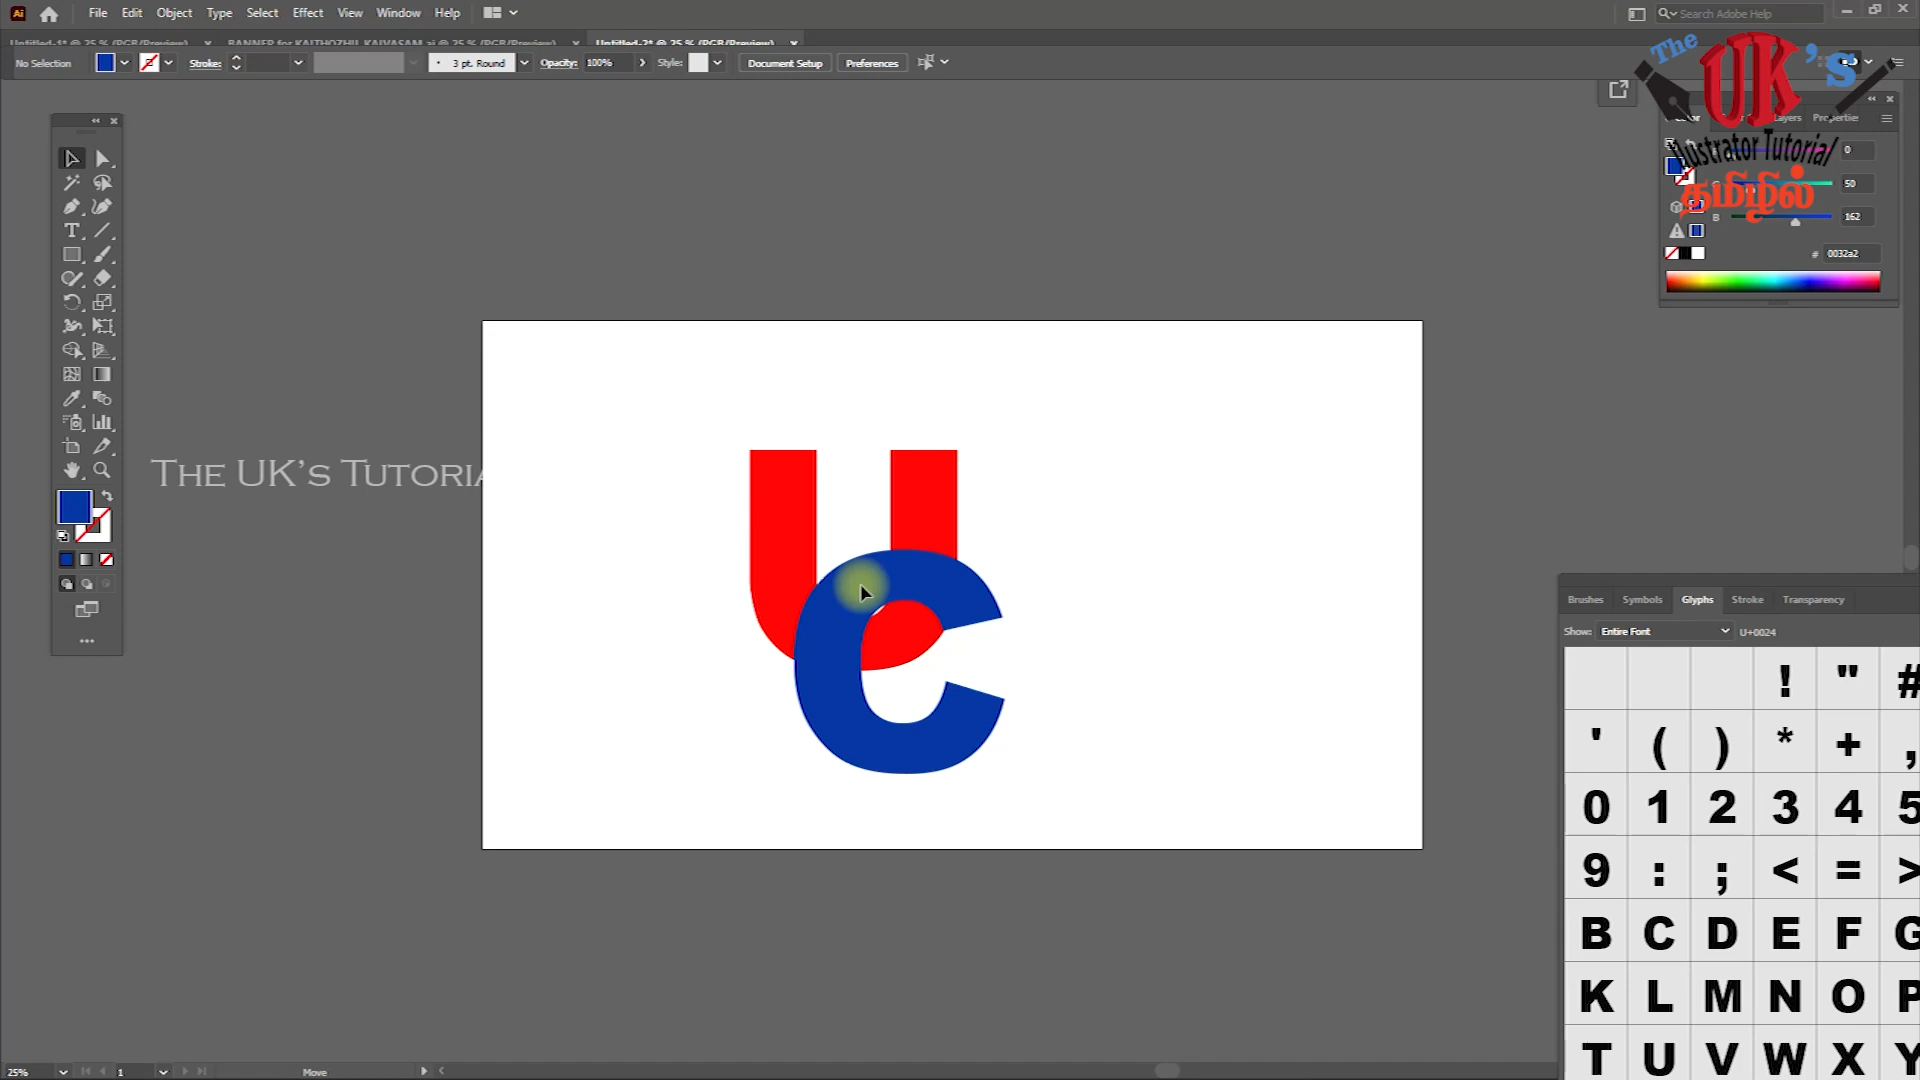 Ai File Edit Object Type Select Effect View Window Help Search Adobe Help
Untitled-1* @ 25 % (RGB/Preview) × BANNER for KAITHOZHIL KAIVASAM.ai @ 25 % (RGB/Preview) × Untitled-2* @ 25 % (RGB/Preview) ×
No Selection Stroke: 3 pt. Round Opacity: 100% Style: Document Setup Preferences
The UK's
Illustrator Tutorial
தமிழில்
Color Layers Properties
0
G 50
B 162
# 0032a2
The UK's Tutoria
U
C
Brushes Symbols Glyphs Stroke Transparency
Show: Entire Font U+0024
! " #
' ( ) * + ,
0 1 2 3 4 5
9 : ; < = >
B C D E F G
K L M N O P
T U V W X Y
25% 1 Move